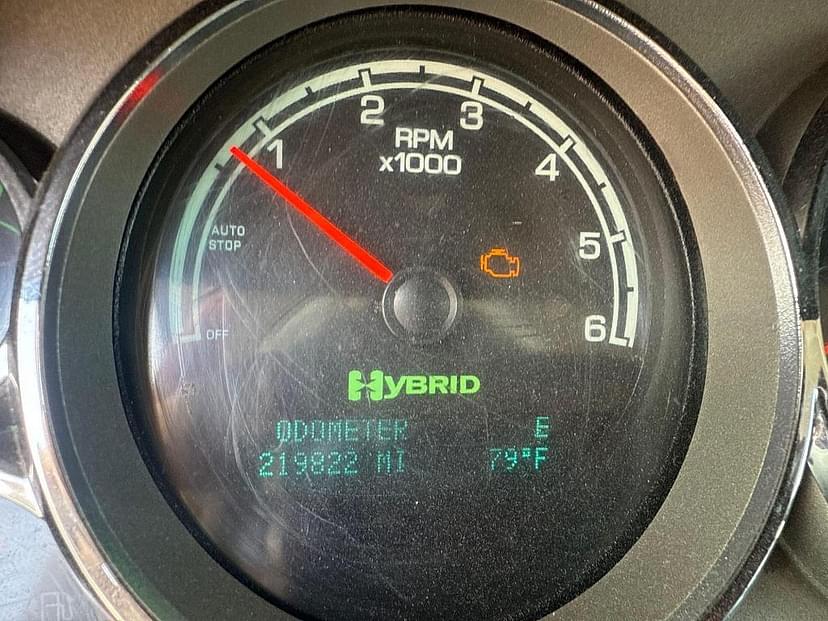 2 3
1 RPM 4
x1000
AUTO
STOP 5
OFF 6
HYBRID
ODOMETER E
219822 MI 79°F